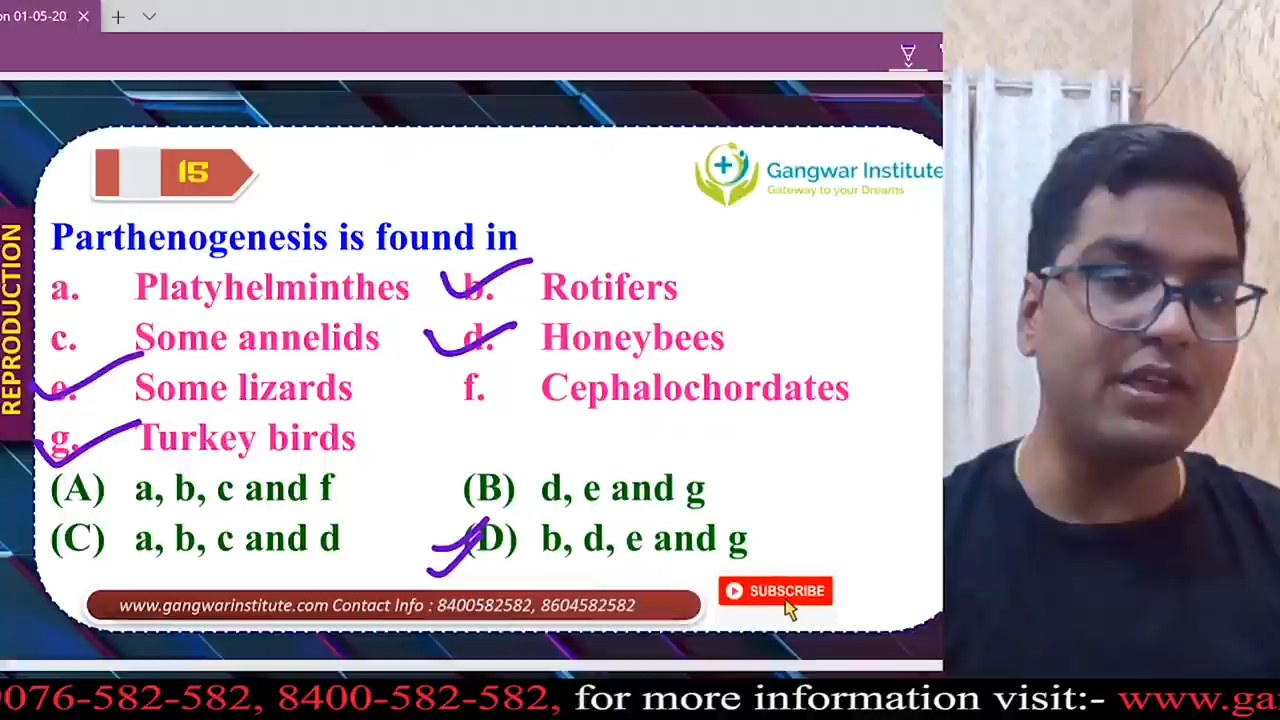 on 01-05-20
15
Gangwar Institute
Gateway to your Dreams
REPRODUCTION
Parthenogenesis is found in
a. Platyhelminthes b. Rotifers
c. Some annelids d. Honeybees
e. Some lizards f. Cephalochordates
g. Turkey birds
(A) a, b, c and f (B) d, e and g
(C) a, b, c and d (D) b, d, e and g
www.gangwarinstitute.com Contact Info : 8400582582, 8604582582
SUBSCRIBE
9076-582-582, 8400-582-582, for more information visit:- www.ga